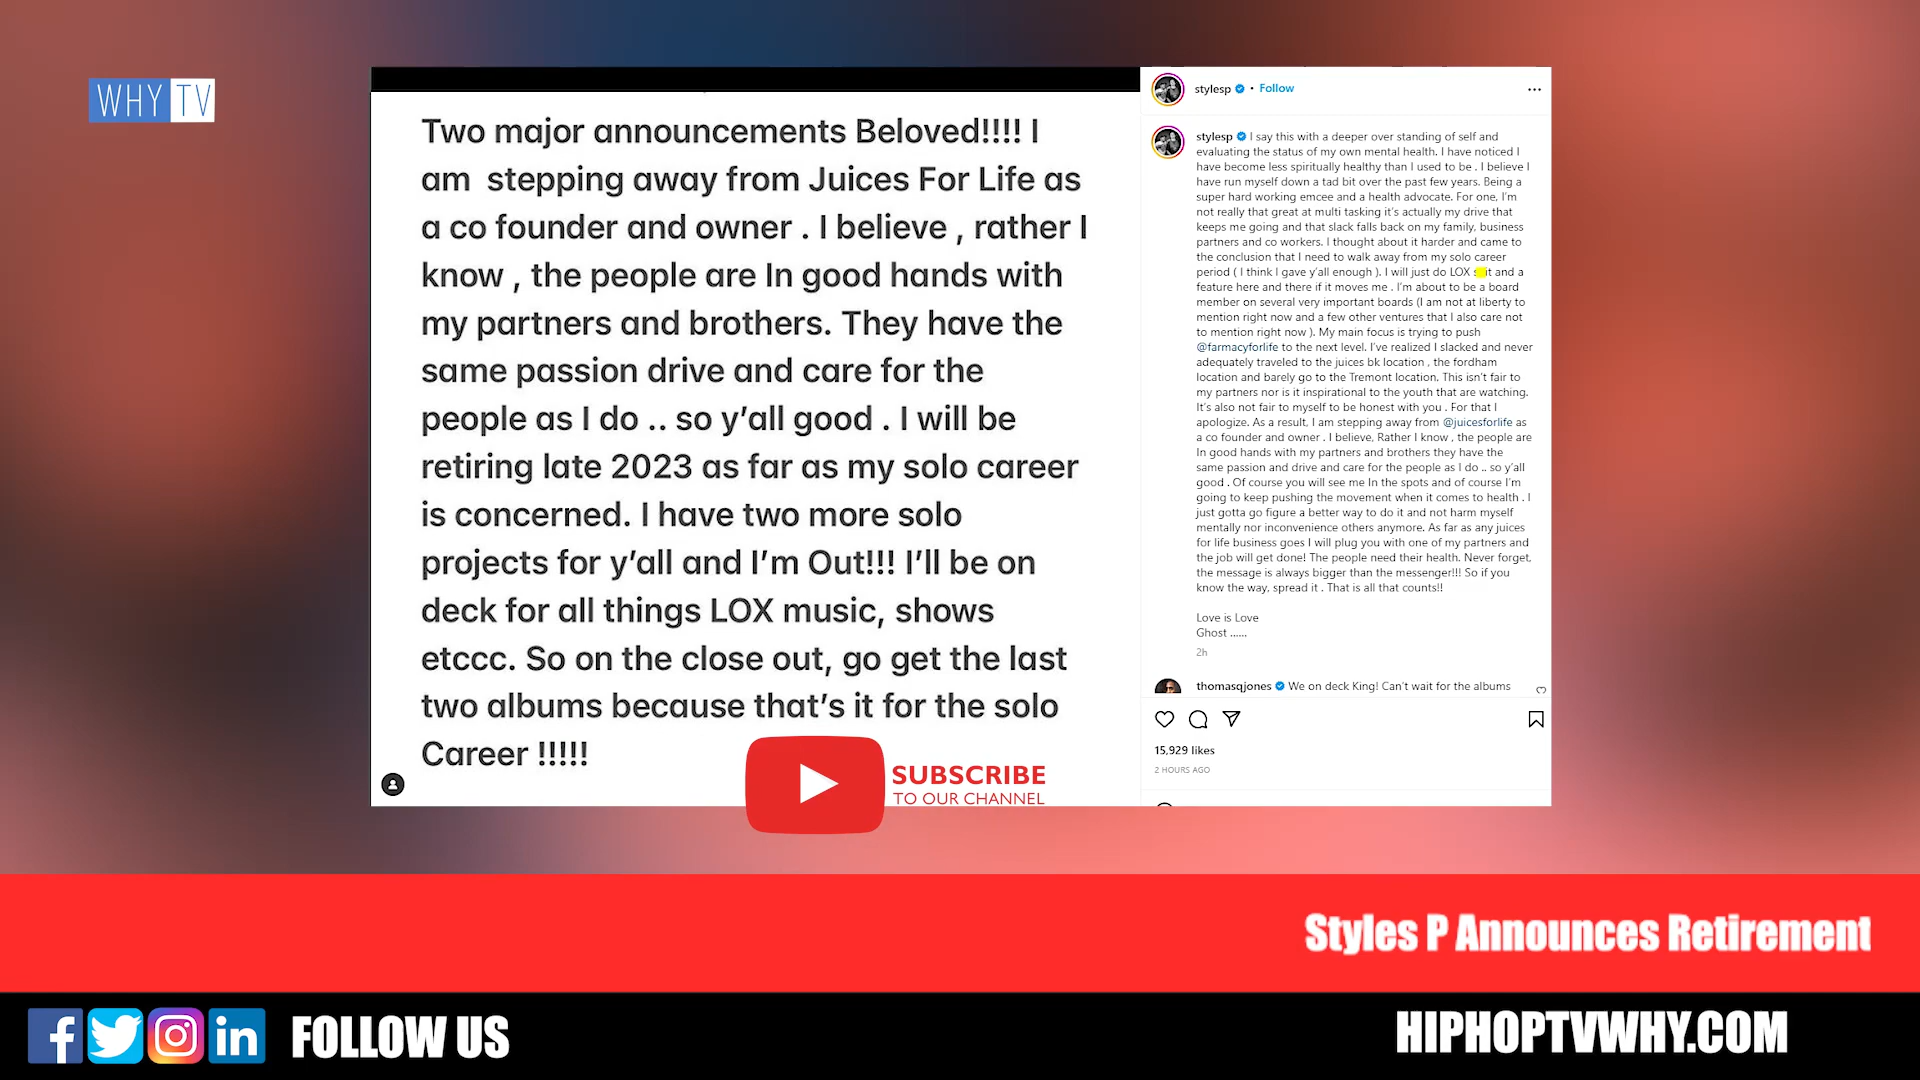 WHY TV
Two major announcements Beloved!!!! I
am stepping away from Juices For Life as
a co founder and owner . I believe , rather I
know , the people are In good hands with
my partners and brothers. They have the
same passion drive and care for the
people as I do .. so y’all good . I will be
retiring late 2023 as far as my solo career
is concerned. I have two more solo
projects for y’all and I’m Out!!! I’ll be on
deck for all things LOX music, shows
etccc. So on the close out, go get the last
two albums because that’s it for the solo
Career !!!!!
stylesp • Follow
stylesp I say this with a deeper over standing of self and
evaluating the status of my own mental health. I have noticed I
have become less spiritually healthy than I used to be . I believe I
have run myself down a tad bit over the past few years. Being a
super hard working emcee and a health advocate. For one, I’m
not really that great at multi tasking it’s actually my drive that
keeps me going and that slack falls back on my family, business
partners and co workers. I thought about it harder and came to
the conclusion that I need to walk away from my solo career
period ( I think I gave y’all enough ). I will just do LOX and a
feature here and there if it moves me . I’m about to be a board
member on several very important boards (I am not at liberty to
mention right now and a few other ventures that I also care not
to mention right now ). My main focus is trying to push
@farmacyforlife to the next level. I’ve realized I slacked and never
adequately traveled to the juices bk location , the fordham
location and barely go to the Tremont location. This isn’t fair to
my partners nor is it inspirational to the youth that are watching.
It’s also not fair to myself to be honest with you . For that I
apologize. As a result, I am stepping away from @juicesforlife as
a co founder and owner . I believe, Rather I know , the people are
In good hands with my partners and brothers they have the
same passion and drive and care for the people as I do .. so y’all
good . Of course you will see me In the spots and of course I’m
going to keep pushing the movement when it comes to health . I
just gotta go figure a better way to do it and not harm myself
mentally nor inconvenience others anymore. As far as any juices
for life business goes I will plug you with one of my partners and
the job will get done! The people need their health. Never forget,
the message is always bigger than the messenger!!! So if you
know the way, spread it . That is all that counts!!
Love is Love
Ghost ......
2h
thomasqjones We on deck King! Can’t wait for the albums
15,929 likes
2 HOURS AGO
SUBSCRIBE
TO OUR CHANNEL
Styles P Announces Retirement
FOLLOW US
HIPHOPTVWHY.COM